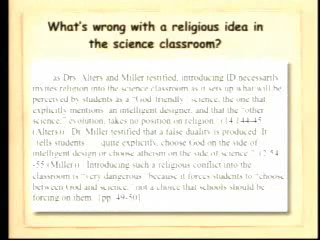 What's wrong with a religious idea in
the science classroom?
as Drs. Alters and Miller testified, introducing ID necessarily
invites religion into the science classroom as it sets up what will be
perceived by students as a "God-friendly" science, the one that
explicitly mentions an intelligent designer, and that the "other
science," evolution, takes no position on religion. (14:144-45
(Alters)). Dr. Miller testified that a false duality is produced: It
"tells students quite explicitly, choose God on the side of
intelligent design or choose atheism on the side of science." (2:54
-55 (Miller)). Introducing such a religious conflict into the
classroom is "very dangerous" because it forces students to "choose
between God and science," not a choice that schools should be
forcing on them. [pp. 49-50]